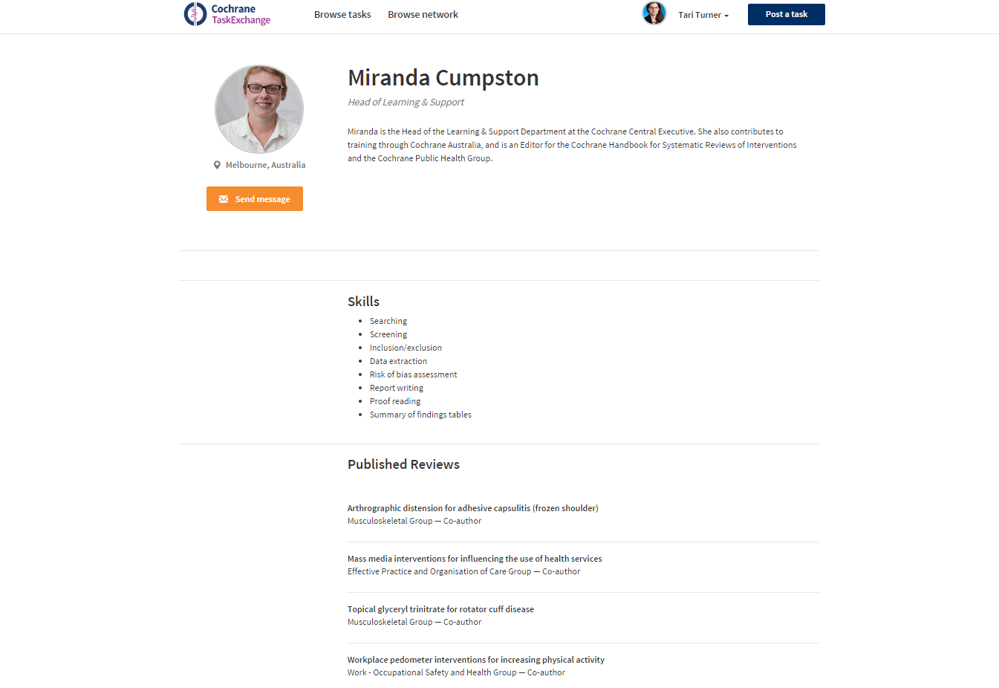 Cochrane
TaskExchange
Browse tasks
Browse network
Tari Turner
Post a task
Miranda Cumpston
Head of Learning & Support
Miranda is the Head of the Learning & Support Department at the Cochrane Central Executive. She also contributes to
training through Cochrane Australia, and is an Editor for the Cochrane Handbook for Systematic Reviews of Interventions
and the Cochrane Public Health Group.
Melbourne, Australia
Send message
Skills
Searching
Screening
Inclusion/exclusion
Data extraction
Risk of bias assessment
Report writing
Proof reading
Summary of findings tables
Published Reviews
Arthrographic distension for adhesive capsulitis (frozen shoulder)
Musculoskeletal Group — Co-author
Mass media interventions for influencing the use of health services
Effective Practice and Organisation of Care Group — Co-author
Topical glyceryl trinitrate for rotator cuff disease
Musculoskeletal Group — Co-author
Workplace pedometer interventions for increasing physical activity
Work - Occupational Safety and Health Group — Co-author